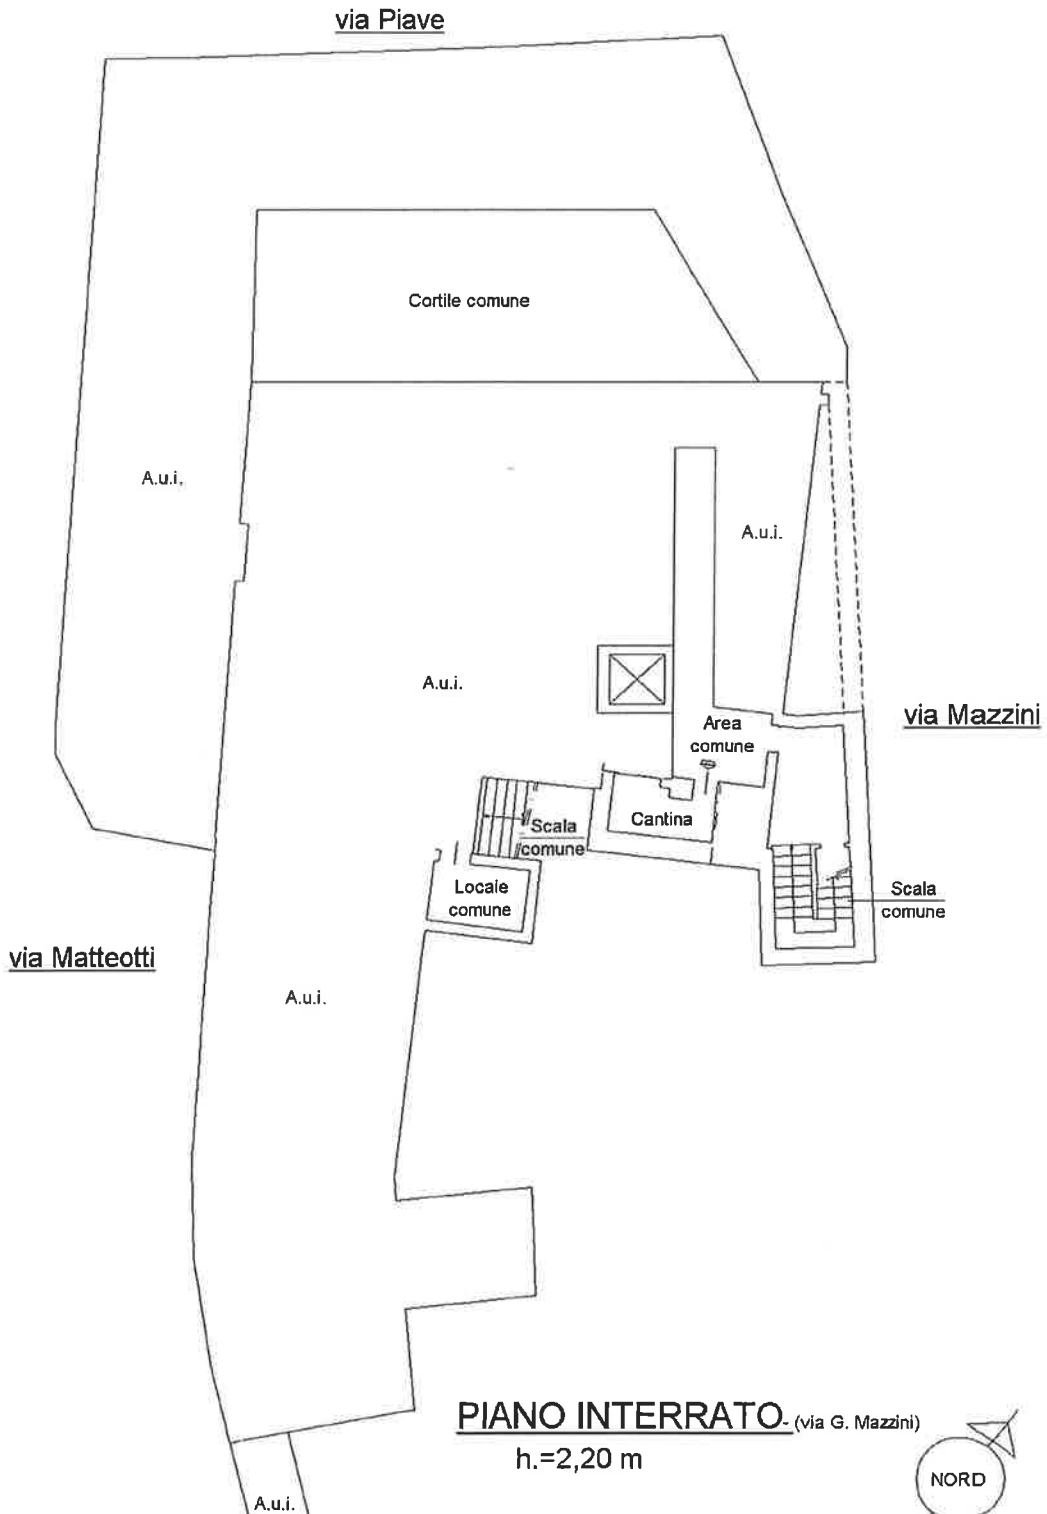 via Piave
Cortile comune
A.u.i.
A.u.i.
A.u.i.
via Mazzini
Area
comune
Cantina
Scala
comune
Locale
comune
Scala
comune
via Matteotti
A.u.i.
PIANO INTERRATO - (via G. Mazzini)
h.=2,20 m
NORD
A.u.i.